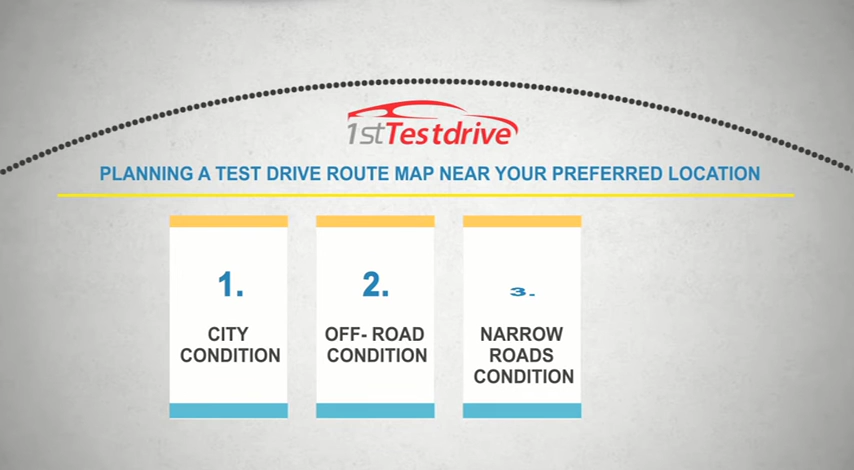 1stTestdrive
PLANNING A TEST DRIVE ROUTE MAP NEAR YOUR PREFERRED LOCATION
1.
CITY
CONDITION
2.
OFF- ROAD
CONDITION
3.
NARROW
ROADS
CONDITION